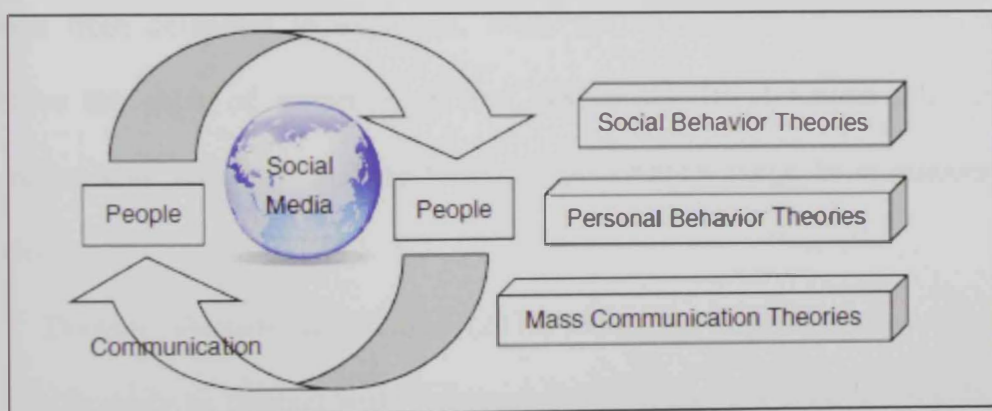 Social
Media
People
People
Communication
Social Behavior Theories
Personal Behavior Theories
Mass Communication Theories